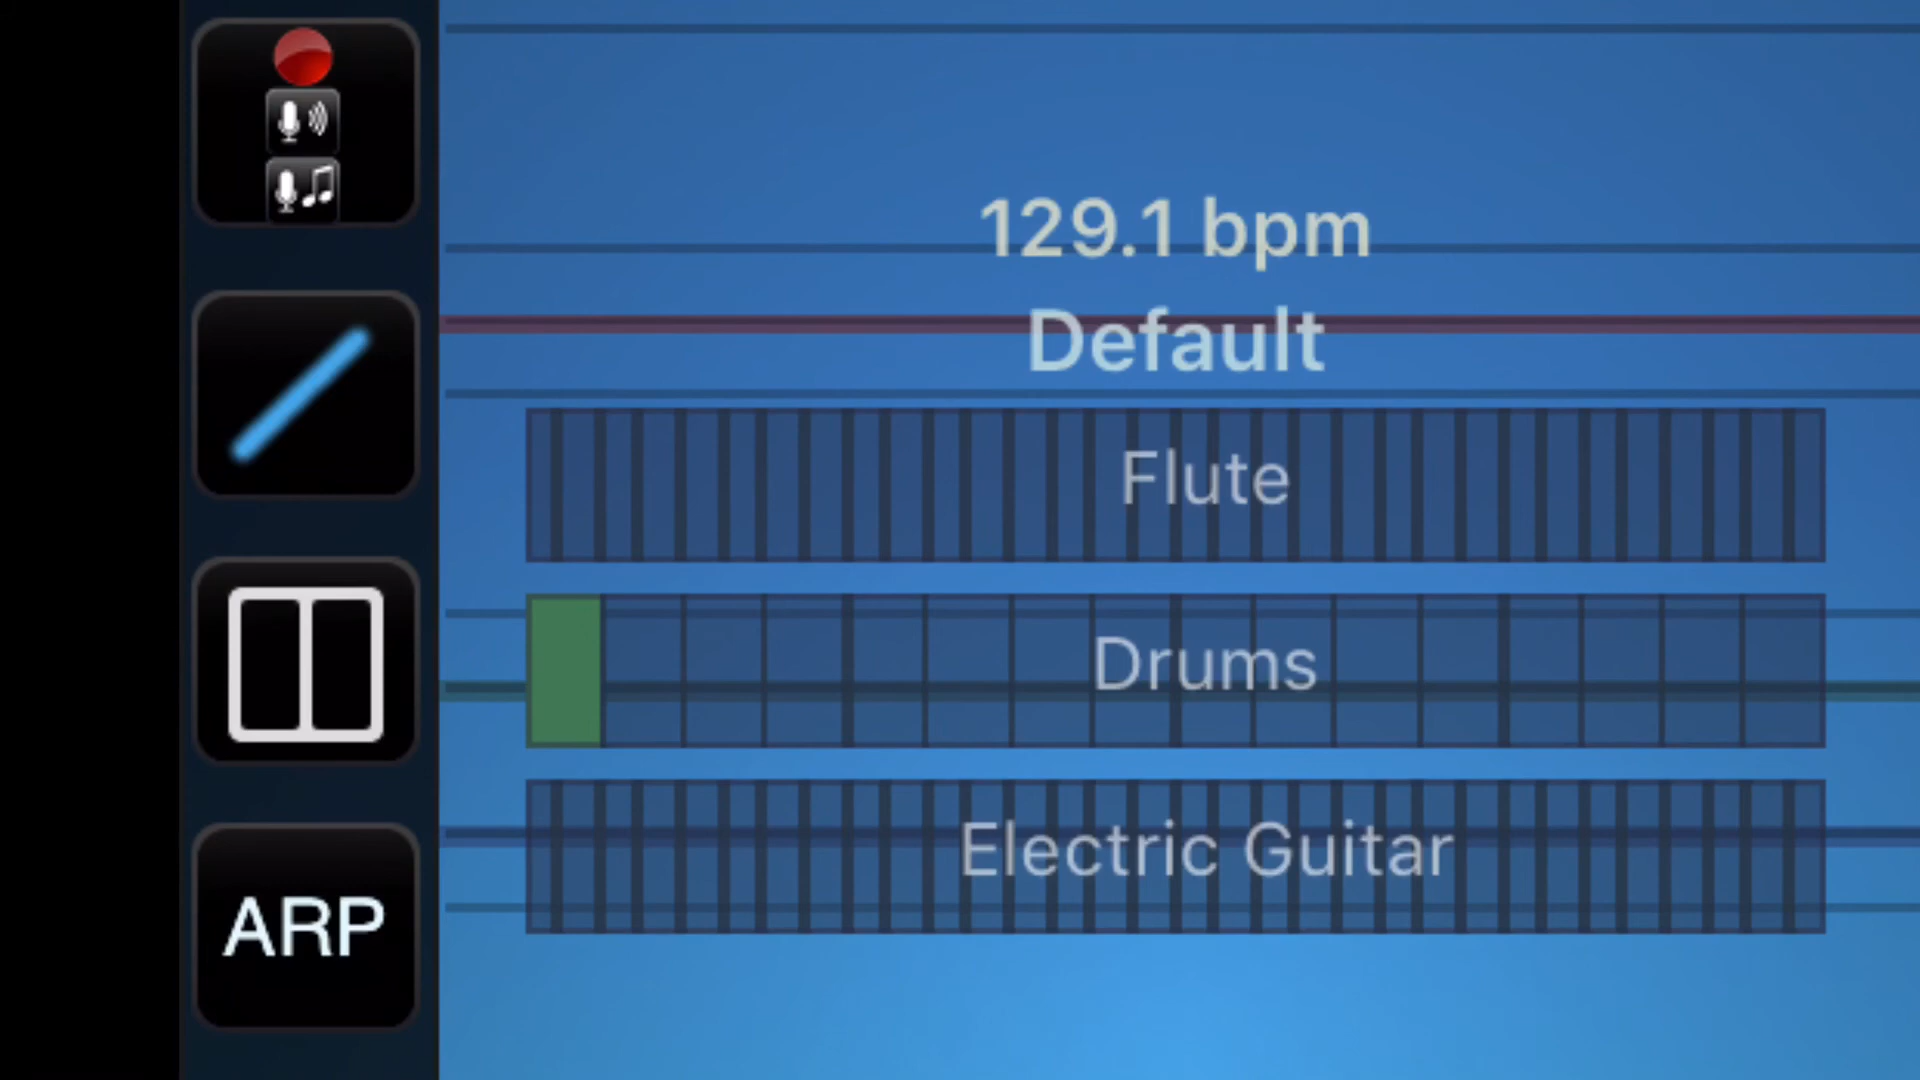 129.1 bpm
Default
Flute
Drums
Electric Guitar
ARP